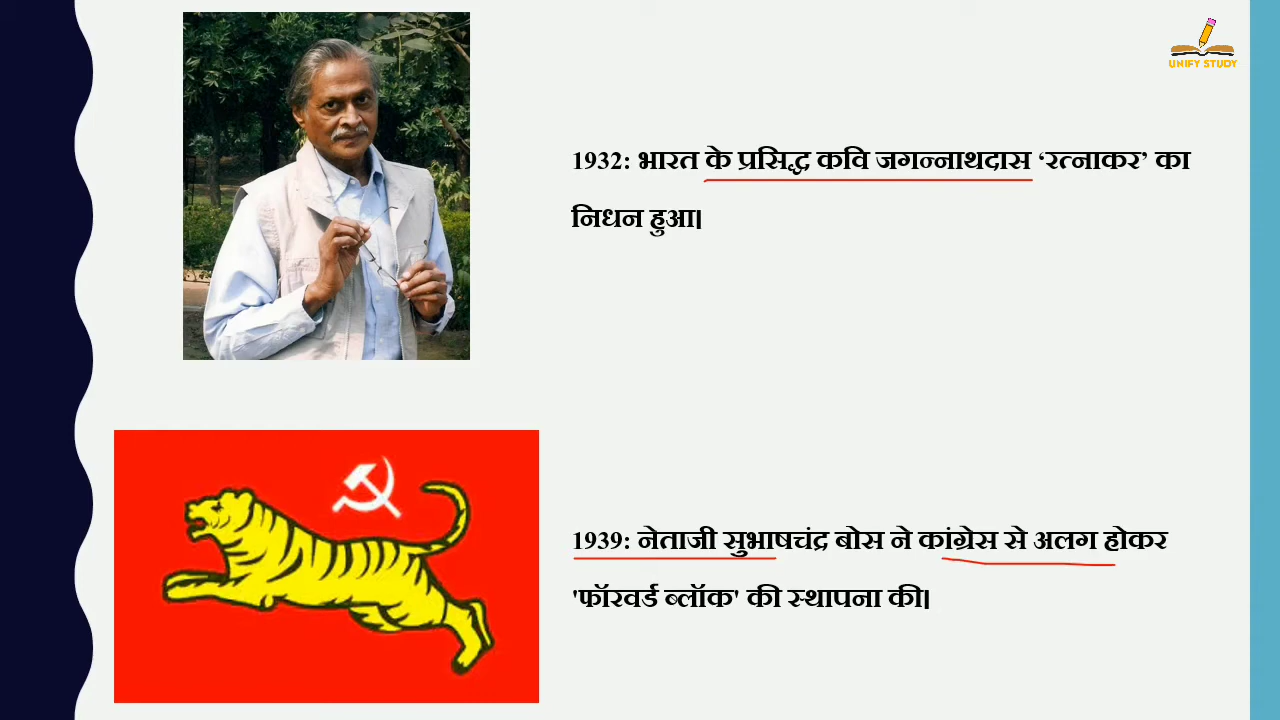 UNIFY STUDY
1932: भारत के प्रसिद्ध कवि जगन्नाथदास ‘रत्नाकर’ का
निधन हुआ।
1939: नेताजी सुभाषचंद्र बोस ने कांग्रेस से अलग होकर
'फॉरवर्ड ब्लॉक' की स्थापना की।